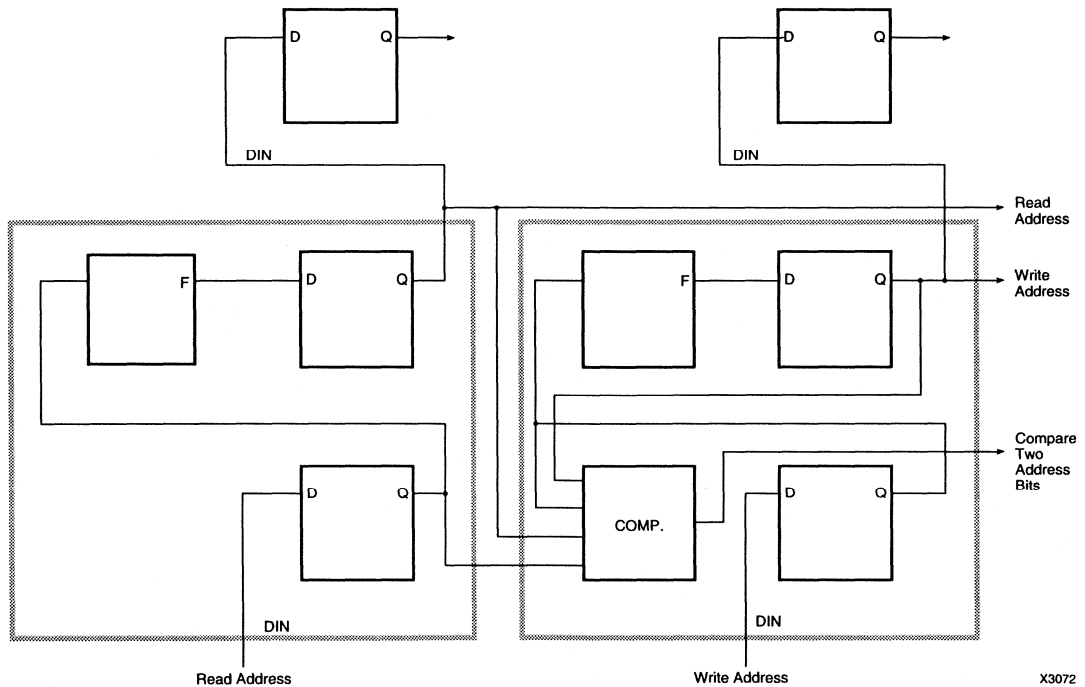 D Q
D Q
DIN
DIN
Read
Address
F
D Q
F
D Q
Write
Address
Compare
Two
Address
Bits
D Q
COMP.
D Q
DIN
DIN
Read Address
Write Address
X3072